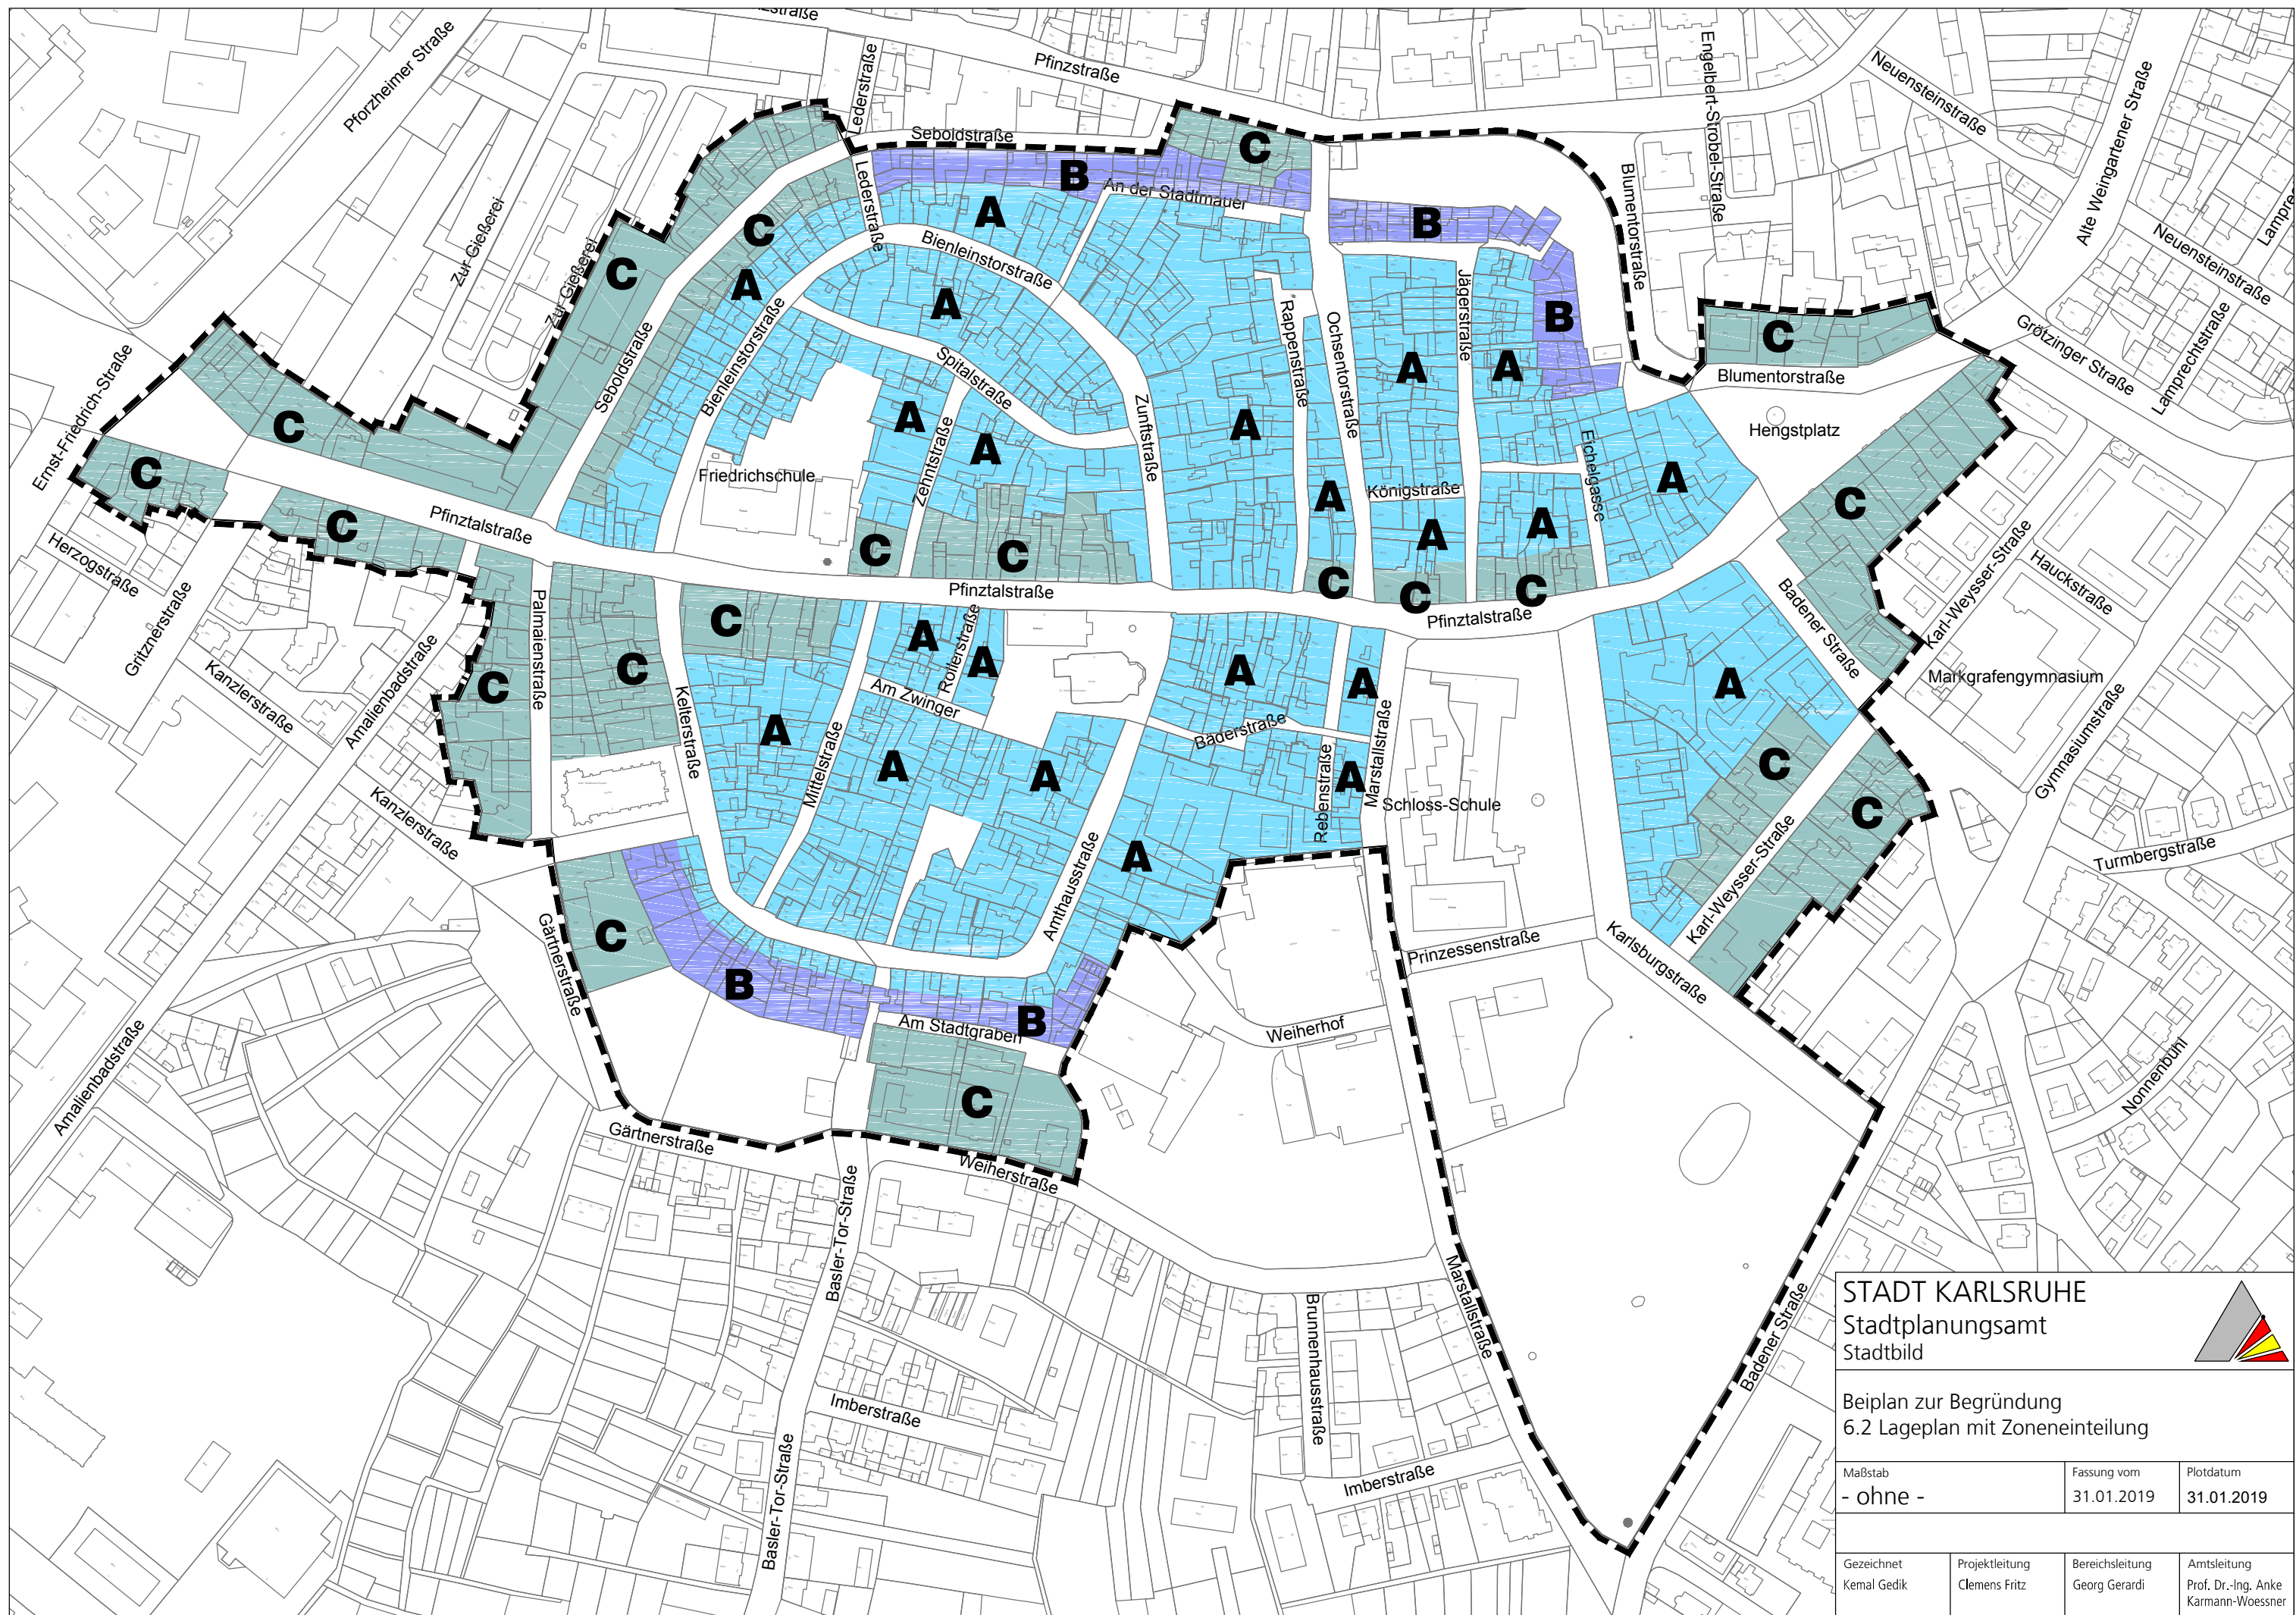 Pforzheimer Straße
Lederstraße
Pfinzstraße
Engelbert-Strobel-Straße
Neuensteinstraße
Alte Weingartener Straße
Seboldstraße
C
B
An der Stadtmauer
Lederstraße
A
B
Blumentorstraße
Neuensteinstraße
Zur Gießerei
Zur Gießerei
C
C
A
Bienleinstorstraße
A
Bienleinstorstraße
Spitalstraße
Rappenstraße
Ochsentorstraße
Jägerstraße
B
C
Blumentorstraße
Grötzinger Straße
Lamprechtstraße
Ernst-Friedrich-Straße
Seboldstraße
C
C
A
A
Zehntstraße
Zunftstraße
A
A
A
Hengstplatz
Eichelgasse
A
Friedrichschule
C
Pfinztalstraße
C
C
A
Königstraße
A
A
C
Herzogstraße
Gritznerstraße
Palmaienstraße
Pfinztalstraße
C
C
C
Pfinztalstraße
Karl-Weysser-Straße
Hauckstraße
Badener Straße
C
A
Rollerstraße
A
A
A
A
Markgrafengymnasium
Kanzlerstraße
Amalienbadstraße
C
C
Kelterstraße
Am Zwinger
A
Mittelstraße
A
A
Bäderstraße
Rebenstraße
A
Marstallstraße
Schloss-Schule
C
C
Gymnasiumstraße
Turmbergstraße
Kanzlerstraße
A
Amthausstraße
Karl-Weysser-Straße
Gärtnerstraße
C
B
B
Am Stadtgraben
Prinzessenstraße
Karlsburgstraße
Weiherhof
Nonnenbühl
Amalienbadstraße
C
Gärtnerstraße
Weiherstraße
Basler-Tor-Straße
Marstallstraße
Brunnenhausstraße
Badener Straße
Imberstraße
Basler-Tor-Straße
Imberstraße
STADT KARLSRUHE
Stadtplanungsamt
Stadtbild
Beiplan zur Begründung
6.2 Lageplan mit Zoneneinteilung
Maßstab
- ohne -
Fassung vom
31.01.2019
Plotdatum
31.01.2019
Gezeichnet
Kemal Gedik
Projektleitung
Clemens Fritz
Bereichsleitung
Georg Gerardi
Amtsleitung
Prof. Dr.-Ing. Anke
Karmann-Woessner